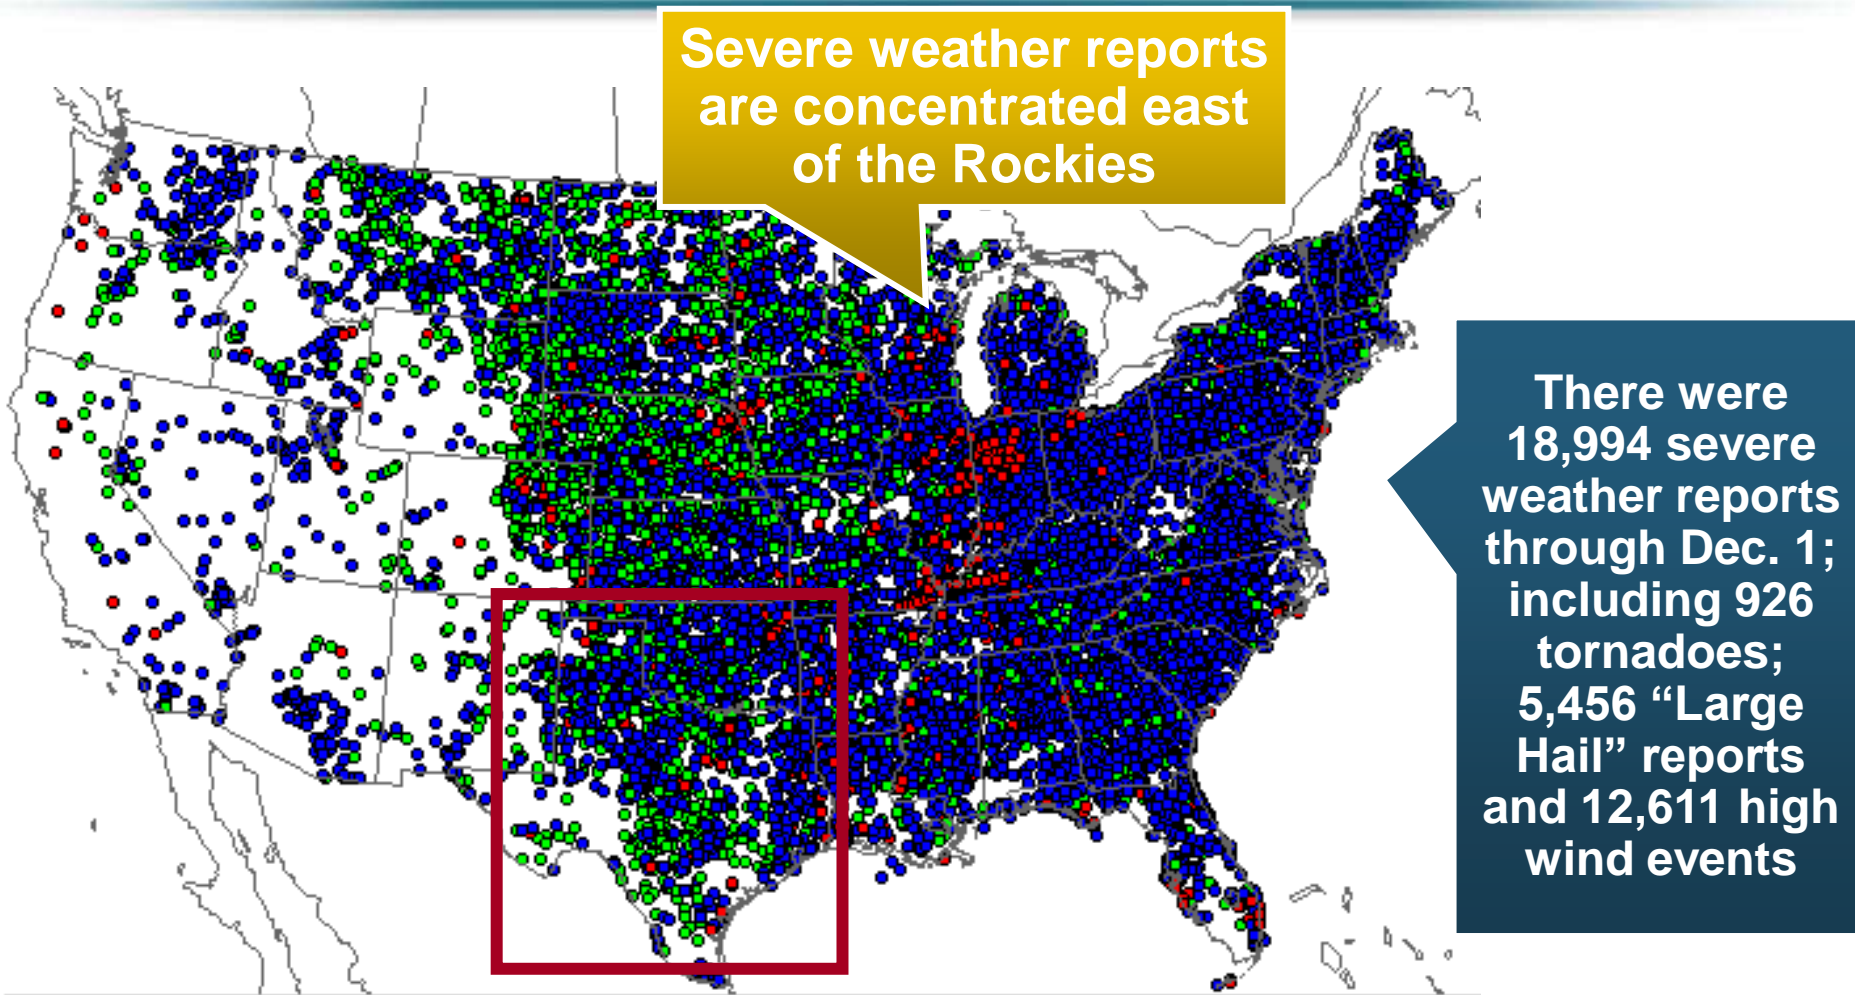 Severe weather reports
are concentrated east
of the Rockies
There were
18,994 severe
weather reports
through Dec. 1;
including 926
tornadoes;
5,456 “Large
Hail” reports
and 12,611 high
wind events